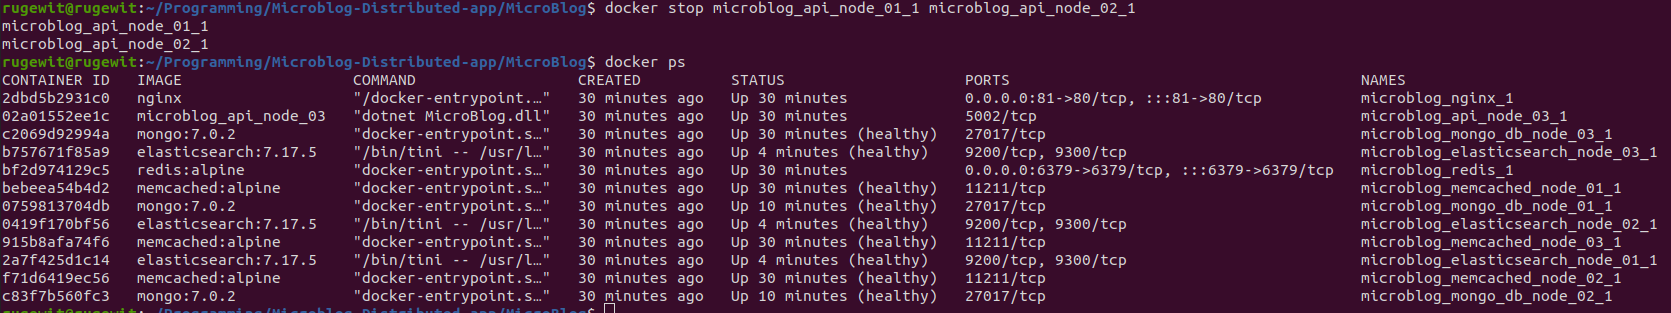 rugewit@rugewit:~/Programming/Microblog-Distributed-app/MicroBlog$ docker stop microblog_api_node_01_1 microblog_api_node_02_1
microblog_api_node_01_1
microblog_api_node_02_1
rugewit@rugewit:~/Programming/Microblog-Distributed-app/MicroBlog$ docker ps
CONTAINER ID   IMAGE                   COMMAND                  CREATED          STATUS                    PORTS                                       NAMES
2dbd5b2931c0   nginx                   "/docker-entrypoint.…"   30 minutes ago   Up 30 minutes             0.0.0.0:81->80/tcp, :::81->80/tcp           microblog_nginx_1
02a01552ee1c   microblog_api_node_03   "dotnet MicroBlog.dll"   30 minutes ago   Up 30 minutes             5002/tcp                                    microblog_api_node_03_1
c2069d92994a   mongo:7.0.2             "docker-entrypoint.s…"   30 minutes ago   Up 30 minutes (healthy)   27017/tcp                                   microblog_mongo_db_node_03_1
b757671f85a9   elasticsearch:7.17.5    "/bin/tini -- /usr/l…"   30 minutes ago   Up 4 minutes (healthy)    9200/tcp, 9300/tcp                          microblog_elasticsearch_node_03_1
bf2d974129c5   redis:alpine            "docker-entrypoint.s…"   30 minutes ago   Up 30 minutes             0.0.0.0:6379->6379/tcp, :::6379->6379/tcp   microblog_redis_1
bebeea54b4d2   memcached:alpine        "docker-entrypoint.s…"   30 minutes ago   Up 30 minutes (healthy)   11211/tcp                                   microblog_memcached_node_01_1
0759813704db   mongo:7.0.2             "docker-entrypoint.s…"   30 minutes ago   Up 10 minutes (healthy)   27017/tcp                                   microblog_mongo_db_node_01_1
0419f170bf56   elasticsearch:7.17.5    "/bin/tini -- /usr/l…"   30 minutes ago   Up 4 minutes (healthy)    9200/tcp, 9300/tcp                          microblog_elasticsearch_node_02_1
915b8afa74f6   memcached:alpine        "docker-entrypoint.s…"   30 minutes ago   Up 30 minutes (healthy)   11211/tcp                                   microblog_memcached_node_03_1
2a7f425d1c14   elasticsearch:7.17.5    "/bin/tini -- /usr/l…"   30 minutes ago   Up 4 minutes (healthy)    9200/tcp, 9300/tcp                          microblog_elasticsearch_node_01_1
f71d6419ec56   memcached:alpine        "docker-entrypoint.s…"   30 minutes ago   Up 30 minutes (healthy)   11211/tcp                                   microblog_memcached_node_02_1
c83f7b560fc3   mongo:7.0.2             "docker-entrypoint.s…"   30 minutes ago   Up 10 minutes (healthy)   27017/tcp                                   microblog_mongo_db_node_02_1
rugewit@rugewit:~/Programming/Microblog-Distributed-app/MicroBlog$